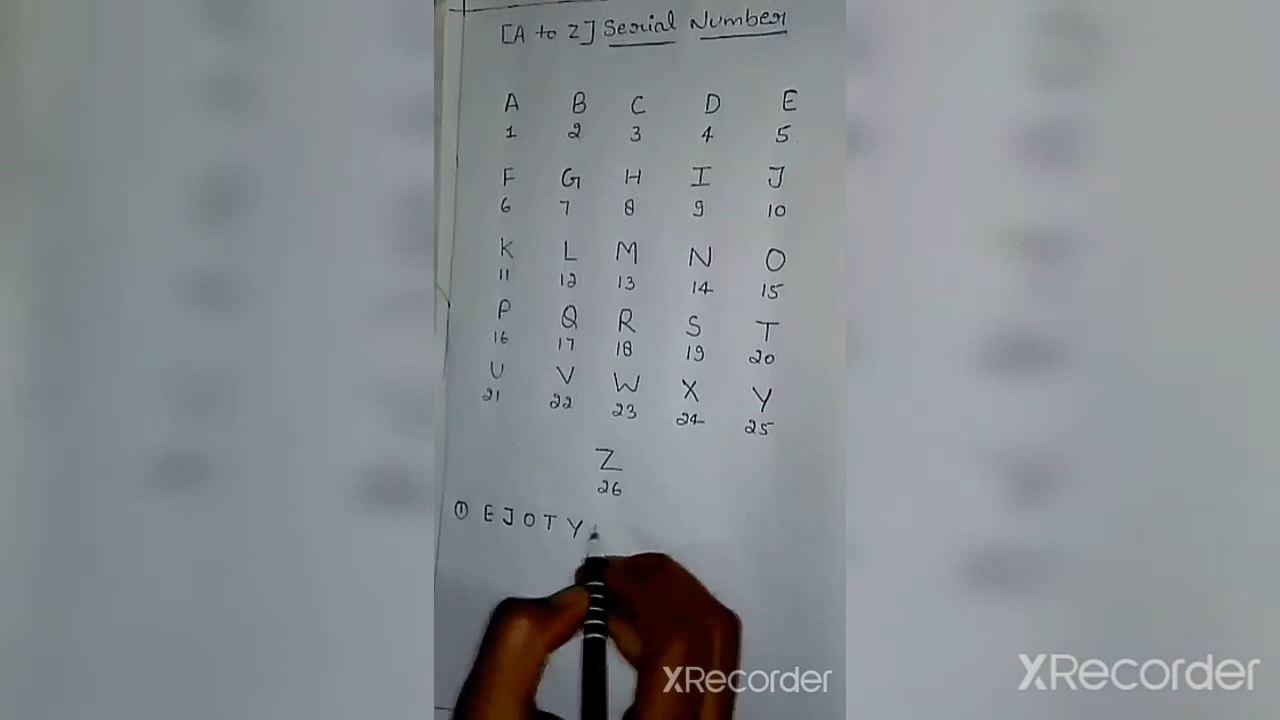 [A to Z] Serial Number
A B C D E
1 2 3 4 5
F G H I J
6 7 8 9 10
K L M N O
11 12 13 14 15
P Q R S T
16 17 18 19 20
U V W X Y
21 22 23 24 25
Z
26
① E J O T Y
XRecorder
XRecorder